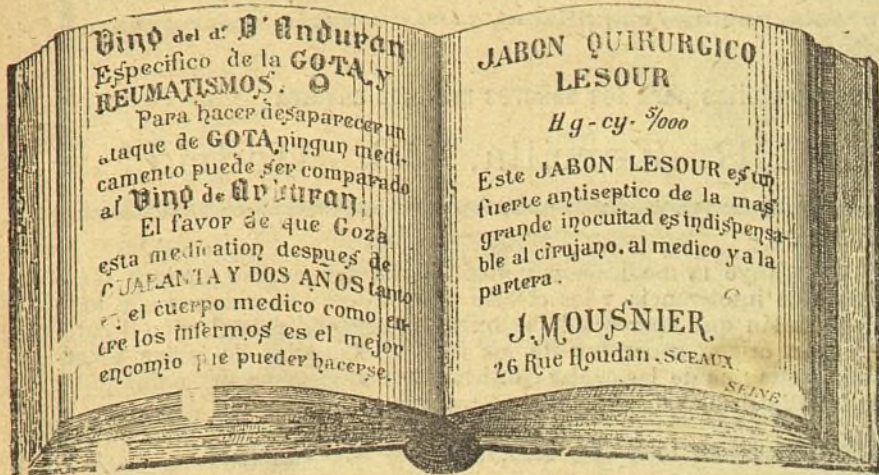 Vino del dr D'Anduran
Especifico de la GOTA y
REUMATISMOS.
Para hacer desaparecer un
ataque de GOTA, ningun medi-
camento puede ser comparado
al Vino de Anduran
El favor de que Goza
esta medication despues de
CUARANTA Y DOS AÑOS tanto
el cuerpo medico como en-
tre los infermos es el mejor
encomio que pueder hacerse.
JABON QUIRURGICO
LESOUR
Hg-cy. 5/000
Este JABON LESOUR es un
fuerte antiseptico de la mas
grande inocuitad es indispensa-
ble al cirujano, al medico y a la
partera.
J. MOUSNIER
26 Rue Houdan. SCEAUX
SEINE